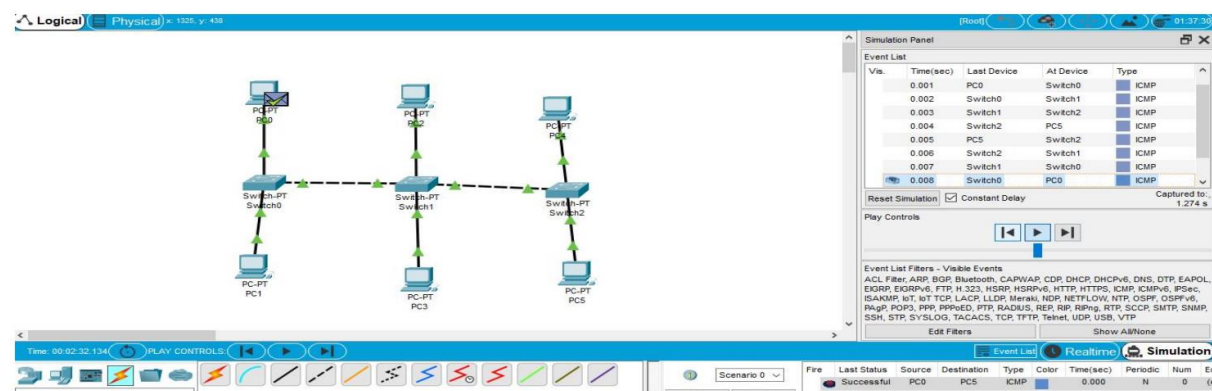 Logical Physical x: 1325, y: 438 [Root] 01:37:30
PC-PT
PC0
PC-PT
PC2
PC-PT
Switch-PT
Switch0
Switch-PT
Switch1
Switch-PT
Switch2
PC-PT
PC1
PC-PT
PC3
PC-PT
PC5
Simulation Panel
Event List
Vis. Time(sec) Last Device At Device Type
0.001 PC0 Switch0 ICMP
0.002 Switch0 Switch1 ICMP
0.003 Switch1 Switch2 ICMP
0.004 Switch2 PC5 ICMP
0.005 PC5 Switch2 ICMP
0.006 Switch2 Switch1 ICMP
0.007 Switch1 Switch0 ICMP
0.008 Switch0 PC0 ICMP
Reset Simulation Constant Delay Captured to:
1.274 s
Play Controls
Event List Filters - Visible Events
ACL Filter, ARP, BGP, Bluetooth, CAPWAP, CDP, DHCP, DHCPv6, DNS, DTP, EAPOL,
EIGRP, EIGRPv6, FTP, H.323, HSRP, HSRPv6, HTTP, HTTPS, ICMP, ICMPv6, IPSec,
ISAKMP, IoT, IoT TCP, LACP, LLDP, Meraki, NDP, NETFLOW, NTP, OSPF, OSPFv6,
PAgP, POP3, PPP, PPPoED, PTP, RADIUS, REP, RIP, RIPng, RTP, SCCP, SMTP, SNMP,
SSH, STP, SYSLOG, TACACS, TCP, TFTP, Telnet, UDP, USB, VTP
Edit Filters Show All/None
Time: 00:02:32.134 PLAY CONTROLS: Event List Realtime Simulation
Scenario 0 Fire Last Status Source Destination Type Color Time(sec) Periodic Num
Successful PC0 PC5 ICMP 0.000 N 0